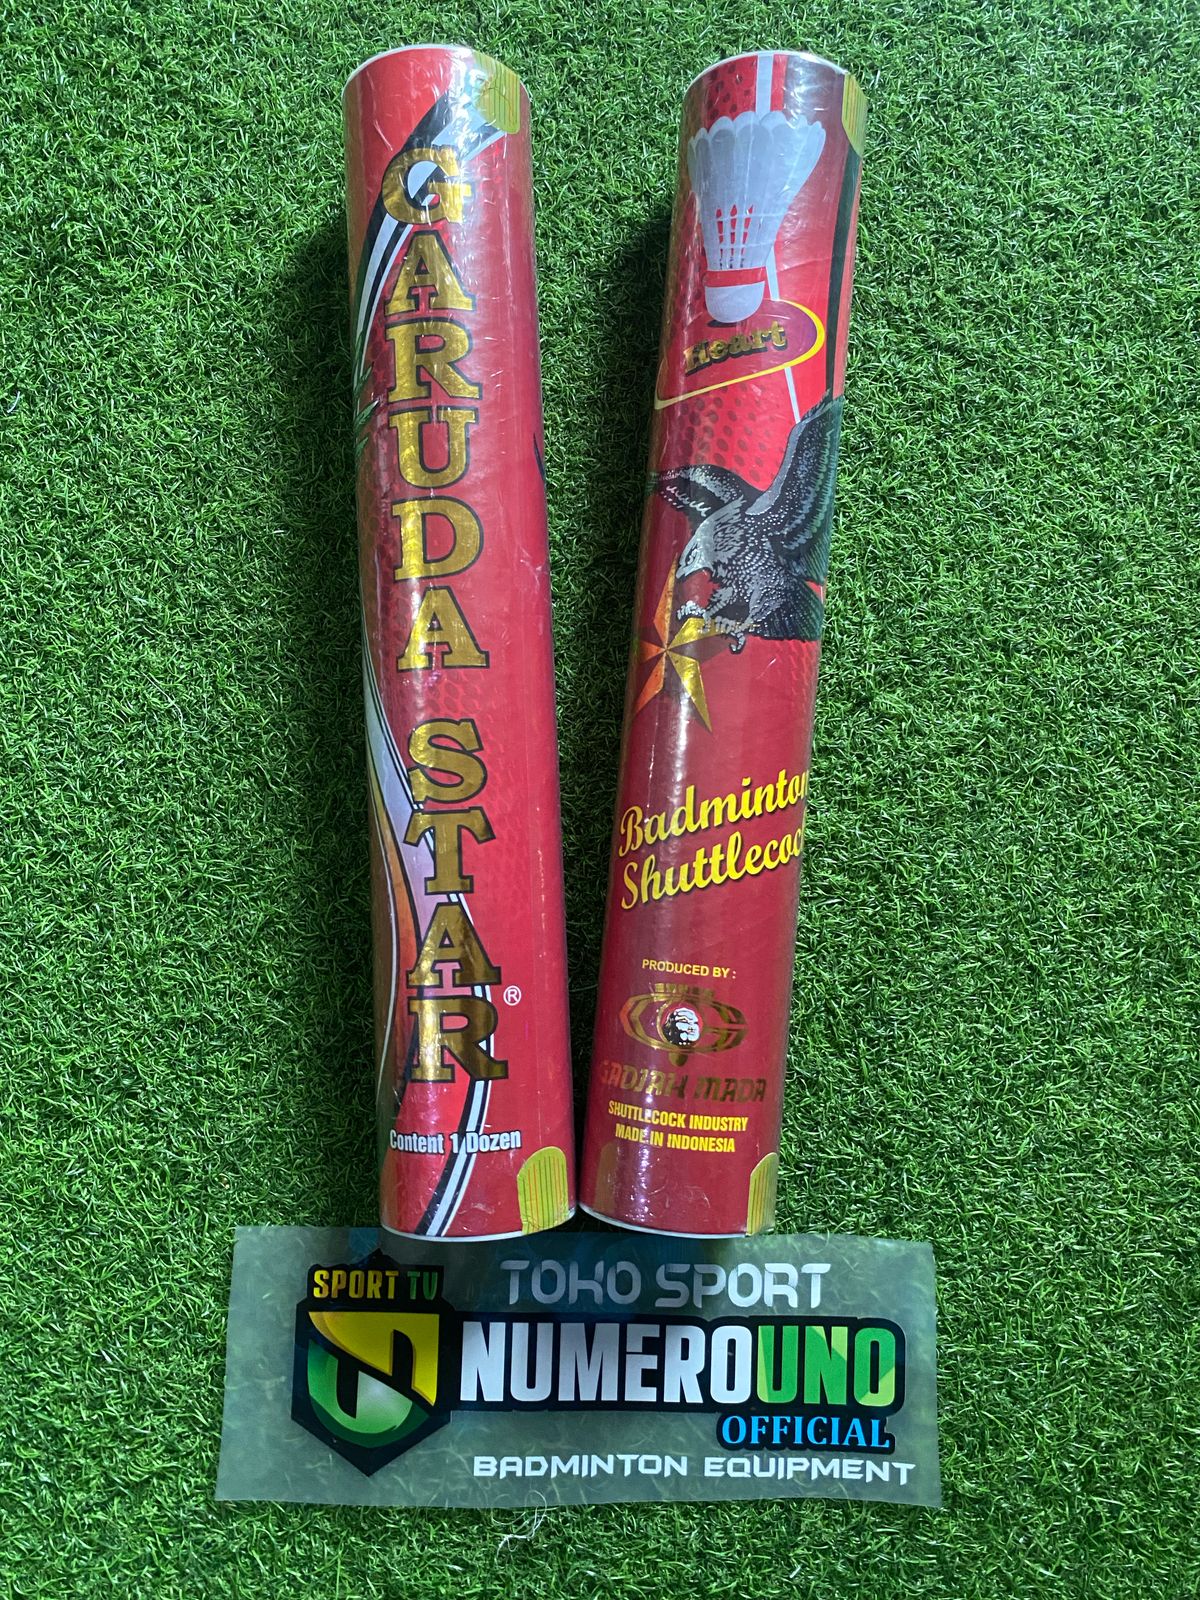 GARUDA STAR
®
Content 1 Dozen
Heart
Badminton
Shuttlecoc
PRODUCED BY :
GADJAH MADA
SHUTTLECOCK INDUSTRY
MADE IN INDONESIA
SPORT TV
TOKO SPORT
NUMEROUNO
OFFICIAL
BADMINTON EQUIPMENT